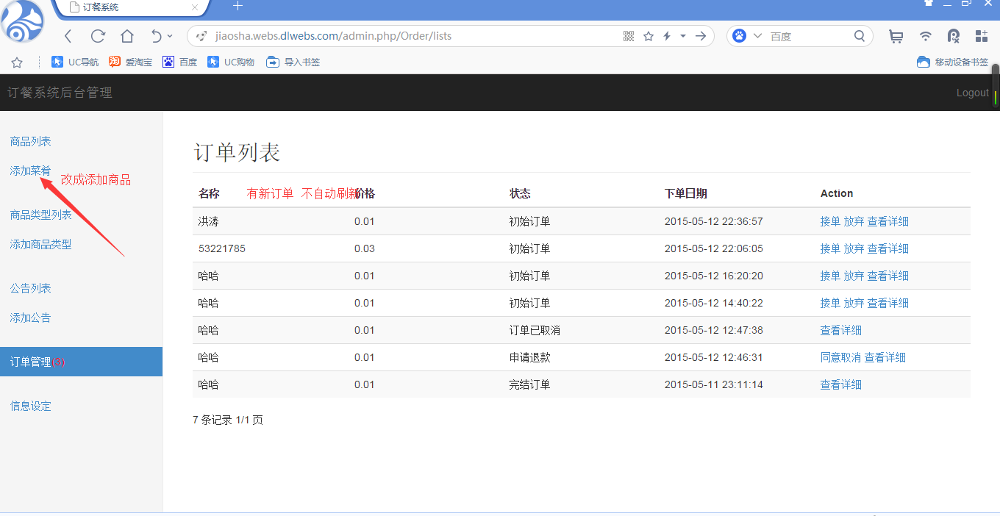 订餐系统
jiaosha.webs.dlwebs.com/admin.php/Order/lists
百度
UC导航 爱淘宝 百度 UC购物 导入书签 移动设备书签
订餐系统后台管理 Logout
商品列表
添加菜肴
改成添加商品
商品类型列表
添加商品类型
公告列表
添加公告
订单管理(3)
信息设定
订单列表
名称 有新订单 不自动刷新 价格 状态 下单日期 Action
洪涛 0.01 初始订单 2015-05-12 22:36:57 接单 放弃 查看详细
53221785 0.03 初始订单 2015-05-12 22:06:05 接单 放弃 查看详细
哈哈 0.01 初始订单 2015-05-12 16:20:20 接单 放弃 查看详细
哈哈 0.01 初始订单 2015-05-12 14:40:22 接单 放弃 查看详细
哈哈 0.01 订单已取消 2015-05-12 12:47:38 查看详细
哈哈 0.01 申请退款 2015-05-12 12:46:31 同意取消 查看详细
哈哈 0.01 完结订单 2015-05-11 23:11:14 查看详细
7 条记录 1/1 页